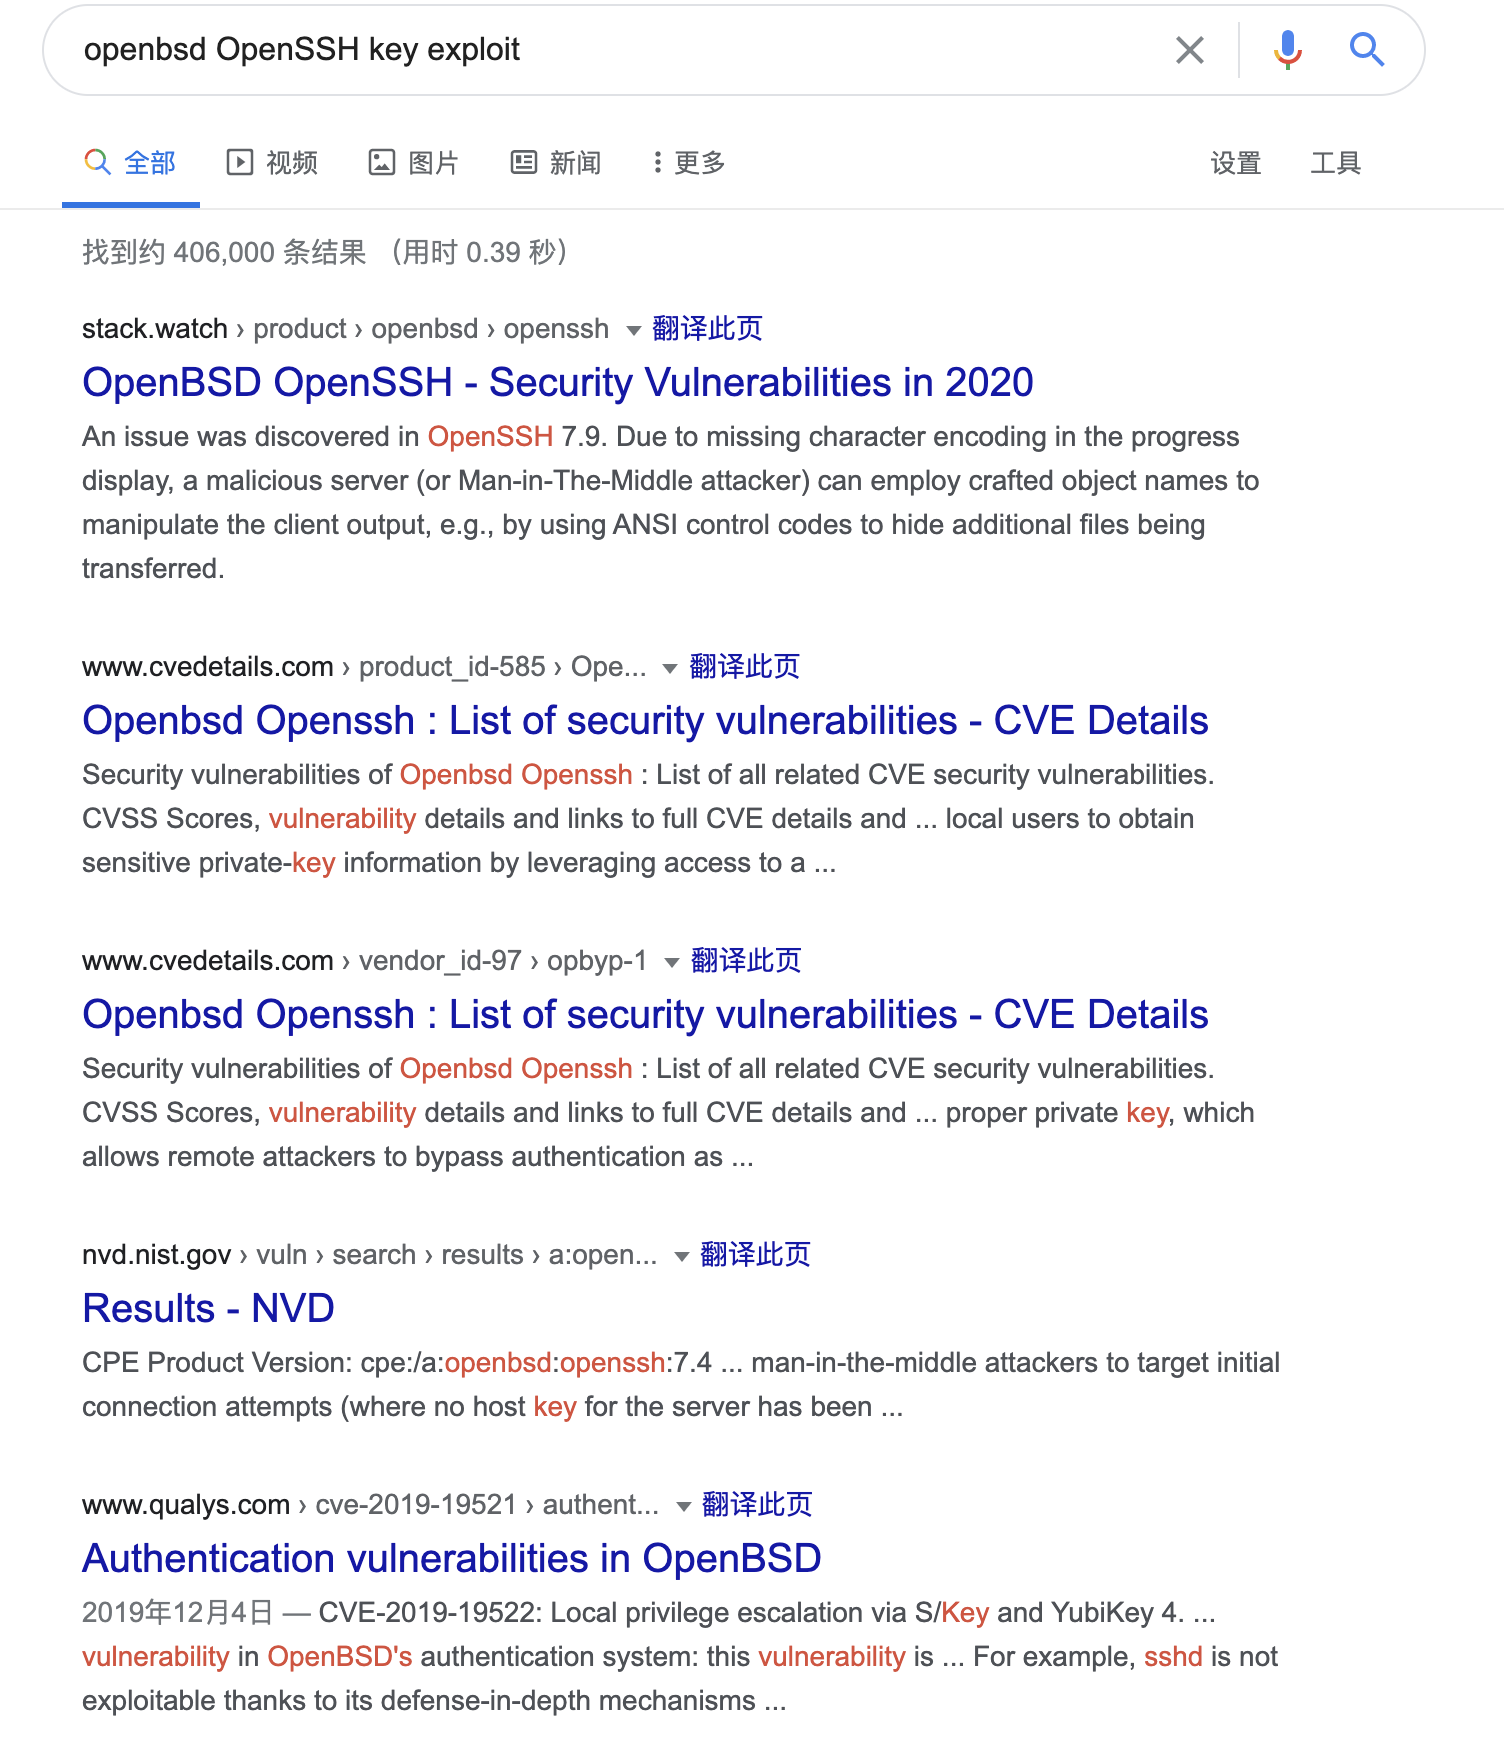 openbsd OpenSSH key exploit
全部 视频 图片 新闻 更多 设置 工具
找到约 406,000 条结果 （用时 0.39 秒）
stack.watch › product › openbsd › openssh 翻译此页
OpenBSD OpenSSH - Security Vulnerabilities in 2020
An issue was discovered in OpenSSH 7.9. Due to missing character encoding in the progress
display, a malicious server (or Man-in-The-Middle attacker) can employ crafted object names to
manipulate the client output, e.g., by using ANSI control codes to hide additional files being
transferred.
www.cvedetails.com › product_id-585 › Ope... 翻译此页
Openbsd Openssh : List of security vulnerabilities - CVE Details
Security vulnerabilities of Openbsd Openssh : List of all related CVE security vulnerabilities.
CVSS Scores, vulnerability details and links to full CVE details and ... local users to obtain
sensitive private-key information by leveraging access to a ...
www.cvedetails.com › vendor_id-97 › opbyp-1 翻译此页
Openbsd Openssh : List of security vulnerabilities - CVE Details
Security vulnerabilities of Openbsd Openssh : List of all related CVE security vulnerabilities.
CVSS Scores, vulnerability details and links to full CVE details and ... proper private key, which
allows remote attackers to bypass authentication as ...
nvd.nist.gov › vuln › search › results › a:open... 翻译此页
Results - NVD
CPE Product Version: cpe:/a:openbsd:openssh:7.4 ... man-in-the-middle attackers to target initial
connection attempts (where no host key for the server has been ...
www.qualys.com › cve-2019-19521 › authent... 翻译此页
Authentication vulnerabilities in OpenBSD
2019年12月4日 — CVE-2019-19522: Local privilege escalation via S/Key and YubiKey 4. ...
vulnerability in OpenBSD's authentication system: this vulnerability is ... For example, sshd is not
exploitable thanks to its defense-in-depth mechanisms ...